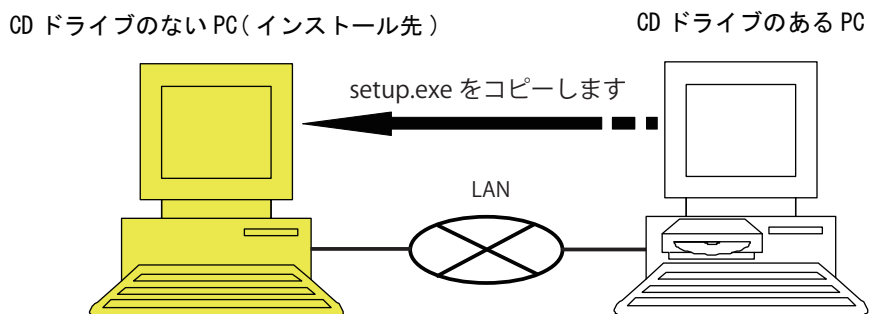 CD ドライブのない PC( インストール先 )
CD ドライブのある PC
setup.exe をコピーします
LAN